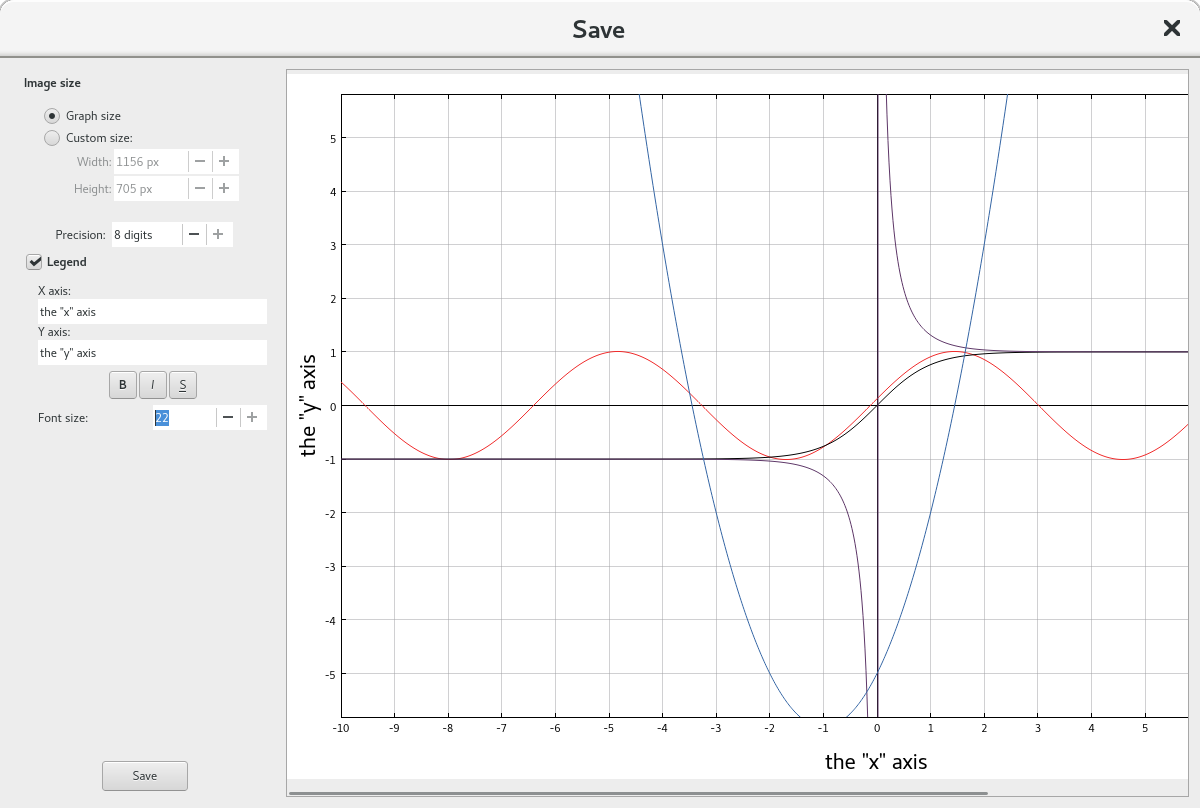 Save
Image size
Graph size
Custom size:
Width: 1156 px
Height: 705 px
Precision: 8 digits
Legend
X axis:
the "x" axis
Y axis:
the "y" axis
B I S
Font size: 22
Save
5
4
3
2
1
0
-1
-2
-3
-4
-5
the "y" axis
-10 -9 -8 -7 -6 -5 -4 -3 -2 -1 0 1 2 3 4 5
the "x" axis